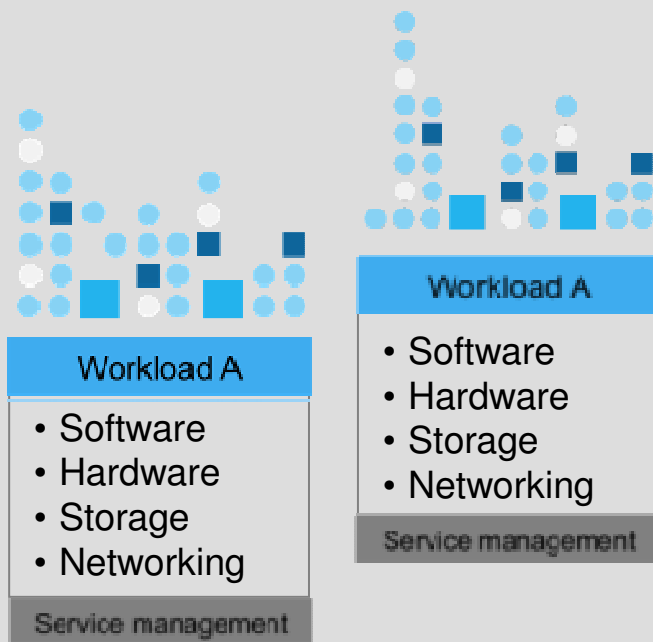 Workload A
• Software
• Hardware
• Storage
• Networking
Service management
Workload A
• Software
• Hardware
• Storage
• Networking
Service management